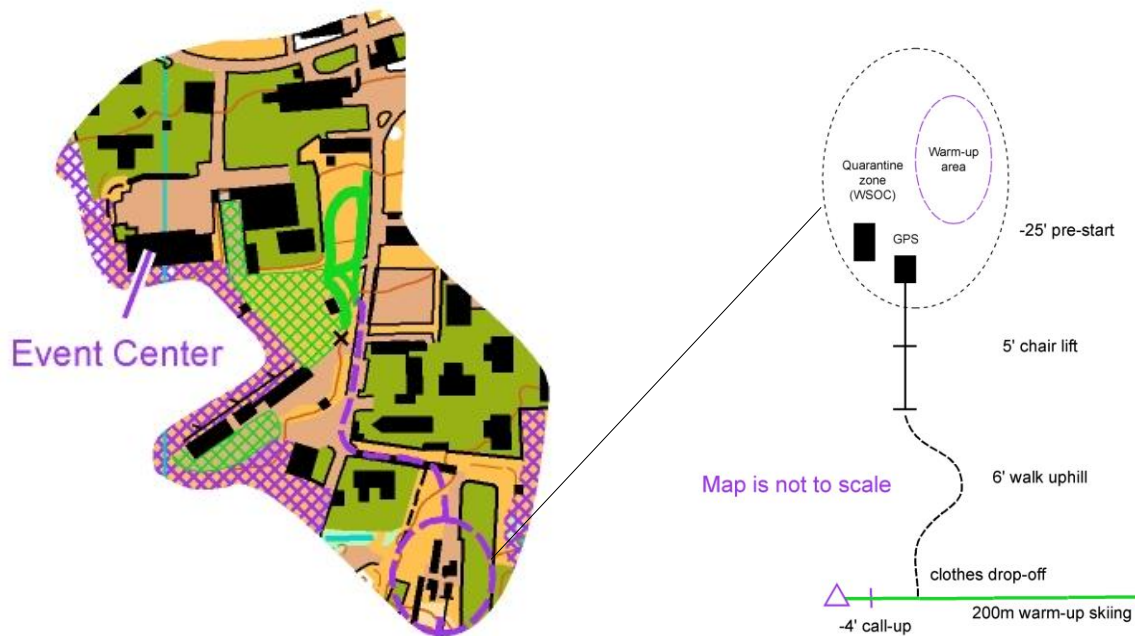 Event Center
Quarantine
zone
(WSOC)
Warm-up
area
GPS
-25' pre-start
5' chair lift
Map is not to scale
6' walk uphill
clothes drop-off
200m warm-up skiing
-4' call-up